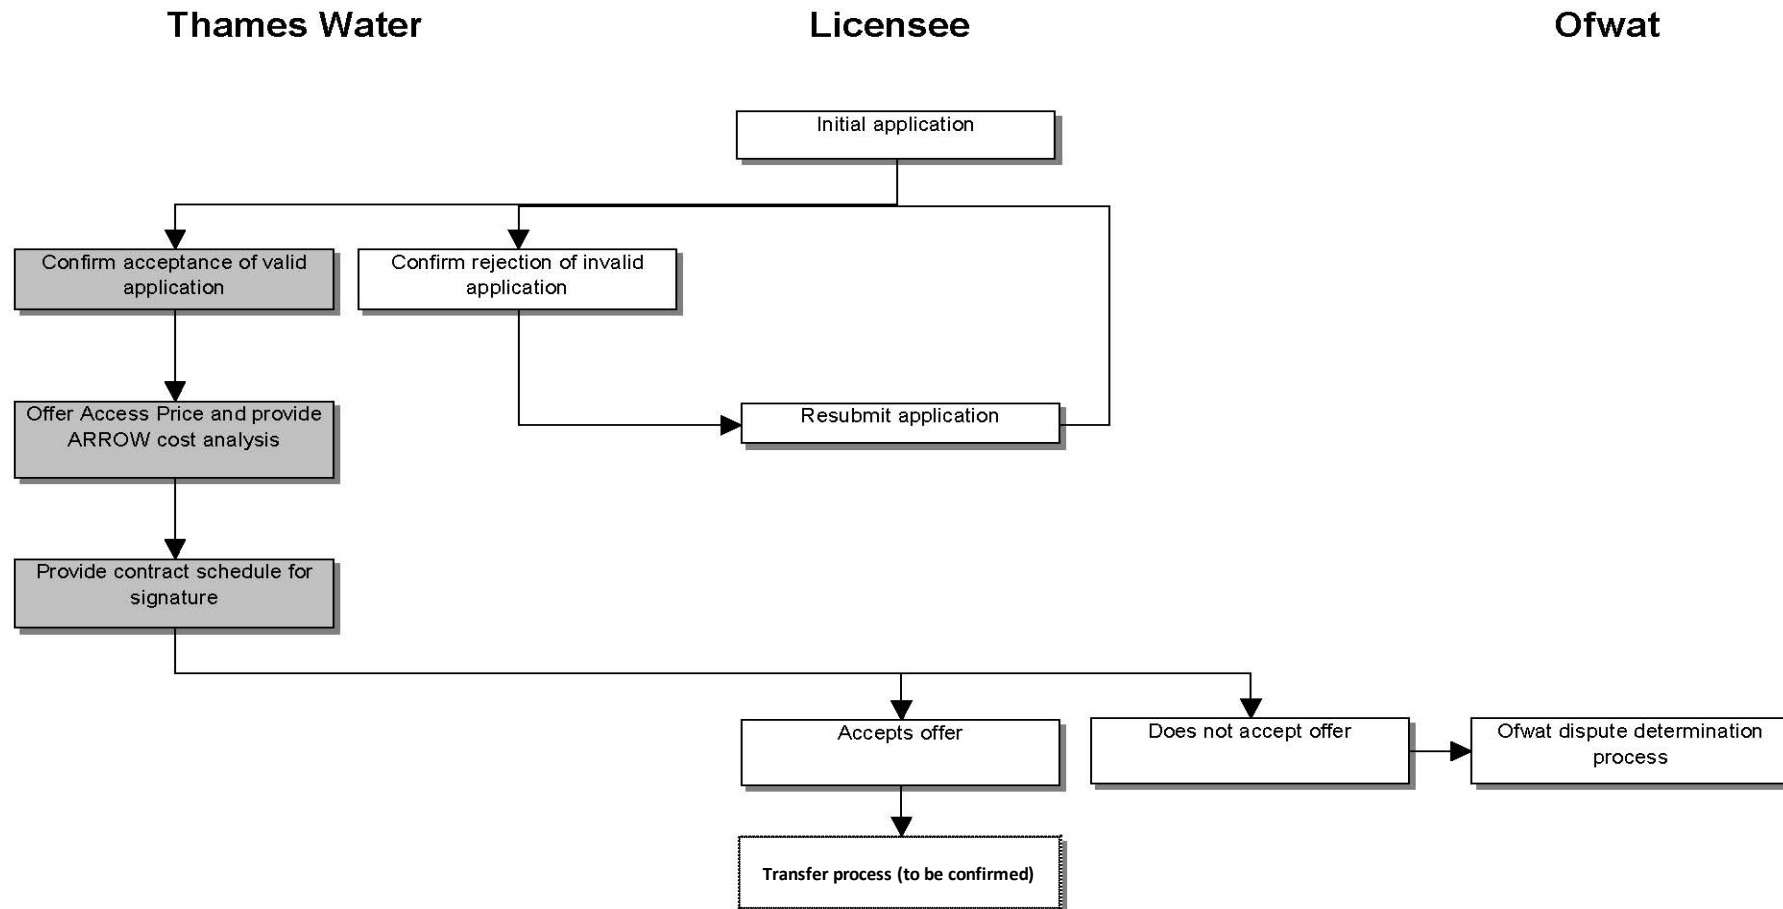 Thames Water
Licensee
Ofwat
Initial application
Confirm acceptance of valid
application
Confirm rejection of invalid
application
Offer Access Price and provide
ARROW cost analysis
Resubmit application
Provide contract schedule for
signature
Accepts offer
Does not accept offer
Ofwat dispute determination
process
Transfer process (to be confirmed)